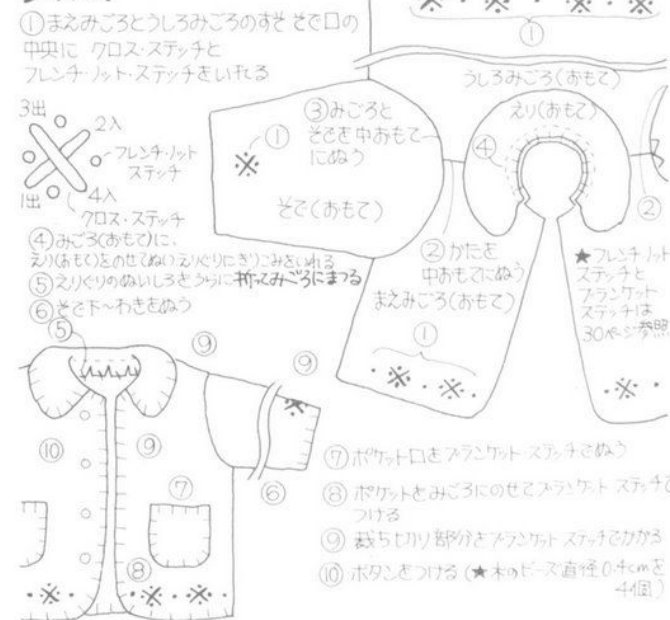 ①まえみごろとうしろみごろのすそ そで口の
中央に クロス・ステッチと
フレンチ・ノット・ステッチをいれる
①
うしろみごろ(おもて)
えり(おもて)
③みごろと
そでを中おもて
にぬう
①
④
そで(おもて)
3出
2入
フレンチ・ノット
ステッチ
1出
4入
クロス・ステッチ
②かたを
中おもてにぬう
②
まえみごろ(おもて)
①
★フレンチノット
ステッチと
ブランケット
ステッチは
30ページ参照
④みごろ(おもて)に、
えり(おもて)をのせてぬい えりぐりにきりこみをいれる
⑤えりぐりのぬいしろをうらに折ってみごろにまつる
⑥そで下〜わきをぬう
⑤
⑨
⑨
⑩
⑨
⑦
⑥
⑧
⑦ポケット口をブランケット・ステッチでぬう
⑧ポケットとみごろにのせてブランケット ステッチで
つける
⑨裁ち切り部分をブランケット ステッチでかがる
⑩ボタンをつける(★木のビーズ直径0.4cmを
4個)